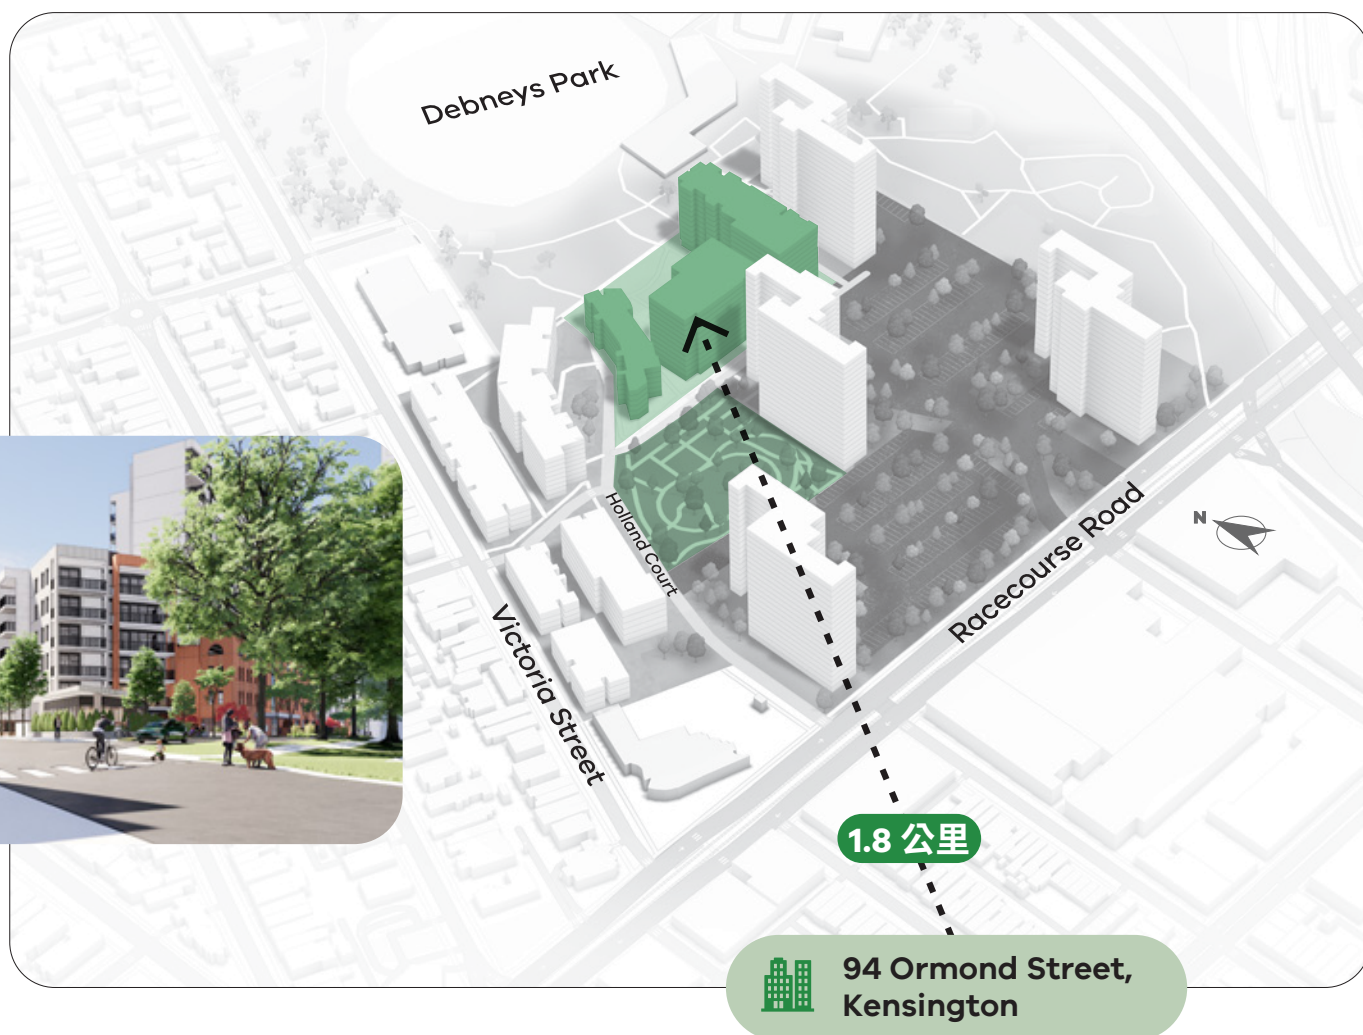 Debneys Park
Holland Court
Racecourse Road
N
Victoria Street
1.8 公里
94 Ormond Street,
Kensington